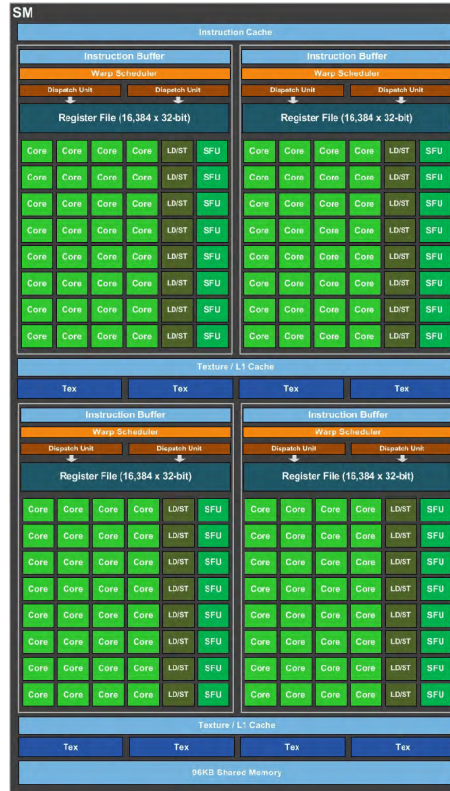 SM
Instruction Cache
Instruction Buffer Instruction Buffer
Warp Scheduler Warp Scheduler
Dispatch Unit Dispatch Unit Dispatch Unit Dispatch Unit
Register File (16,384 x 32-bit) Register File (16,384 x 32-bit)
Core Core Core Core LD/ST SFU Core Core Core Core LD/ST SFU
Core Core Core Core LD/ST SFU Core Core Core Core LD/ST SFU
Core Core Core Core LD/ST SFU Core Core Core Core LD/ST SFU
Core Core Core Core LD/ST SFU Core Core Core Core LD/ST SFU
Core Core Core Core LD/ST SFU Core Core Core Core LD/ST SFU
Core Core Core Core LD/ST SFU Core Core Core Core LD/ST SFU
Core Core Core Core LD/ST SFU Core Core Core Core LD/ST SFU
Core Core Core Core LD/ST SFU Core Core Core Core LD/ST SFU
Texture / L1 Cache
Tex Tex Tex Tex
Instruction Buffer Instruction Buffer
Warp Scheduler Warp Scheduler
Dispatch Unit Dispatch Unit Dispatch Unit Dispatch Unit
Register File (16,384 x 32-bit) Register File (16,384 x 32-bit)
Core Core Core Core LD/ST SFU Core Core Core Core LD/ST SFU
Core Core Core Core LD/ST SFU Core Core Core Core LD/ST SFU
Core Core Core Core LD/ST SFU Core Core Core Core LD/ST SFU
Core Core Core Core LD/ST SFU Core Core Core Core LD/ST SFU
Core Core Core Core LD/ST SFU Core Core Core Core LD/ST SFU
Core Core Core Core LD/ST SFU Core Core Core Core LD/ST SFU
Core Core Core Core LD/ST SFU Core Core Core Core LD/ST SFU
Core Core Core Core LD/ST SFU Core Core Core Core LD/ST SFU
Texture / L1 Cache
Tex Tex Tex Tex
96KB Shared Memory